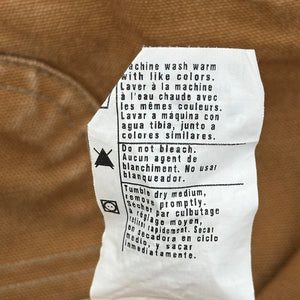 achine wash warm
with like colors.
Laver à la machine
à l'eau chaude avec
les mêmes couleurs.
Lavar a máquina con
agua tibia, junto a
colores similares.
Do not bleach.
Aucun agent de
blanchiment. No usar
blanqueador.
Tumble dry medium,
remove promptly.
Sécher par culbutage
à réglage moyen,
retirer rapidement. Secar
en secadora en ciclo
medio, y sacar
inmediatamente.